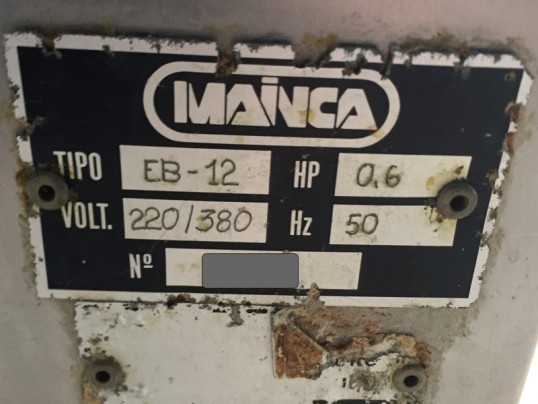 MAINCA
TIPO EB-12 HP 0.6
VOLT. 220/380 Hz 50
Nº